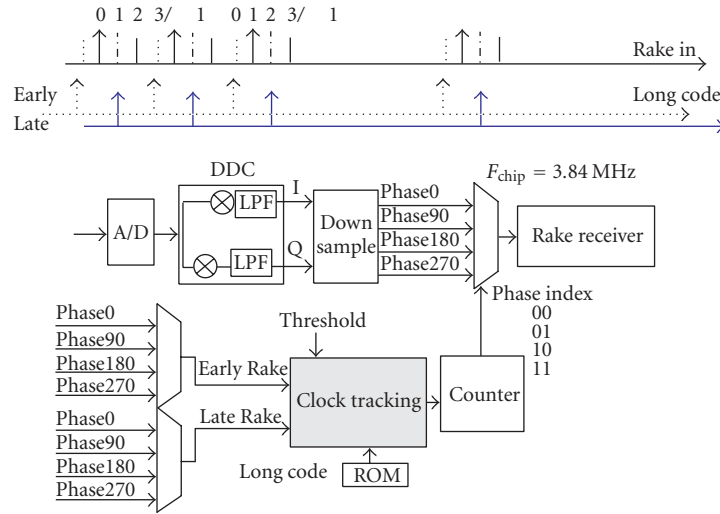 0 1 2 3/ 1 0 1 2 3/ 1
Rake in
Early
Long code
Late
DDC
F_chip = 3.84 MHz
I
LPF
A/D
Q
LPF
Down
sample
Phase0
Phase90
Phase180
Phase270
Rake receiver
Phase index
00
01
10
11
Phase0
Phase90
Phase180
Phase270
Threshold
Early Rake
Clock tracking
Counter
Phase0
Phase90
Phase180
Phase270
Late Rake
Long code
ROM